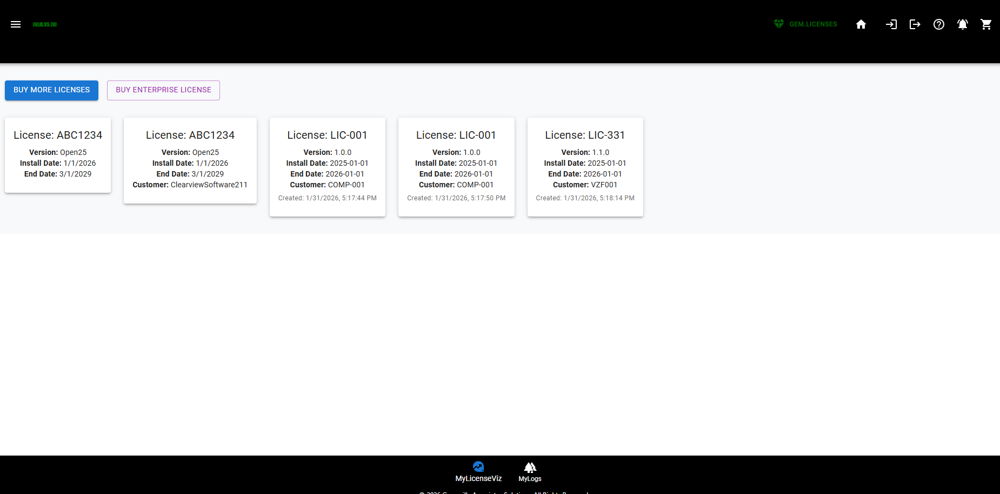 [GLM.V5.70]
GEM.LICENSES
BUY MORE LICENSES
BUY ENTERPRISE LICENSE
License: ABC1234
Version: Open25
Install Date: 1/1/2026
End Date: 3/1/2029
License: ABC1234
Version: Open25
Install Date: 1/1/2026
End Date: 3/1/2029
Customer: ClearviewSoftware211
License: LIC-001
Version: 1.0.0
Install Date: 2025-01-01
End Date: 2026-01-01
Customer: COMP-001
Created: 1/31/2026, 5:17:44 PM
License: LIC-001
Version: 1.0.0
Install Date: 2025-01-01
End Date: 2026-01-01
Customer: COMP-001
Created: 1/31/2026, 5:17:50 PM
License: LIC-331
Version: 1.1.0
Install Date: 2025-01-01
End Date: 2026-01-01
Customer: VZF001
Created: 1/31/2026, 5:18:14 PM
MyLicenseViz
MyLogs
© 2026